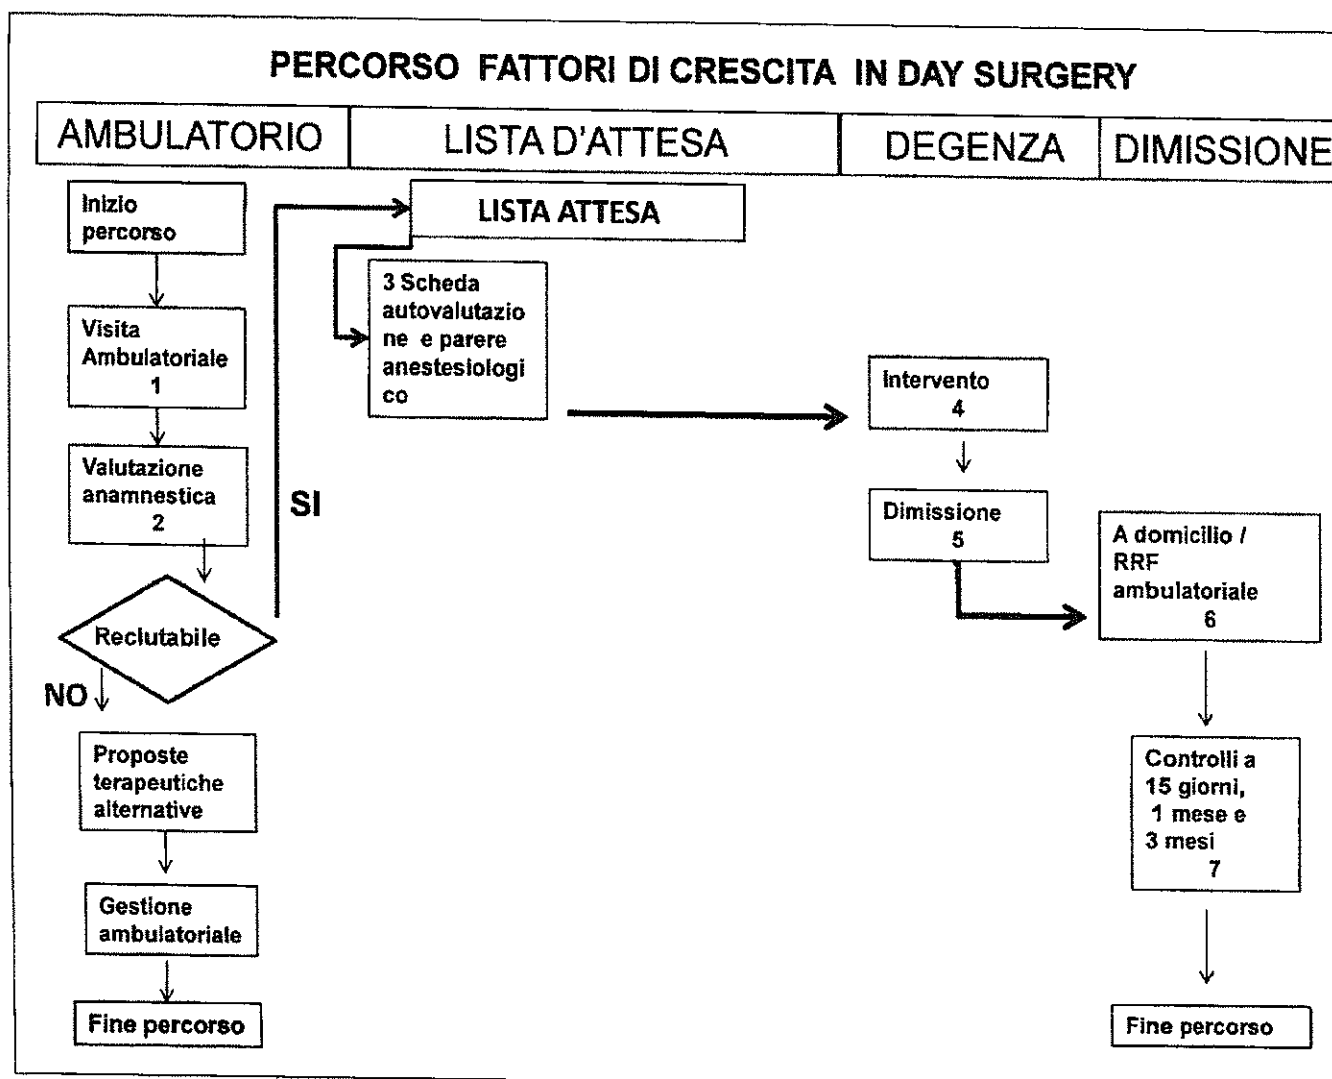 PERCORSO FATTORI DI CRESCITA IN DAY SURGERY
AMBULATORIO
LISTA D'ATTESA
DEGENZA
DIMISSIONE
Inizio
percorso
Visita
Ambulatoriale
1
Valutazione
anamnestica
2
Reclutabile
SI
NO
Proposte
terapeutiche
alternative
Gestione
ambulatoriale
Fine percorso
LISTA ATTESA
3 Scheda
autovalutazio
ne e parere
anestesiologi
co
Intervento
4
Dimissione
5
A domicilio /
RRF
ambulatoriale
6
Controlli a
15 giorni,
1 mese e
3 mesi
7
Fine percorso